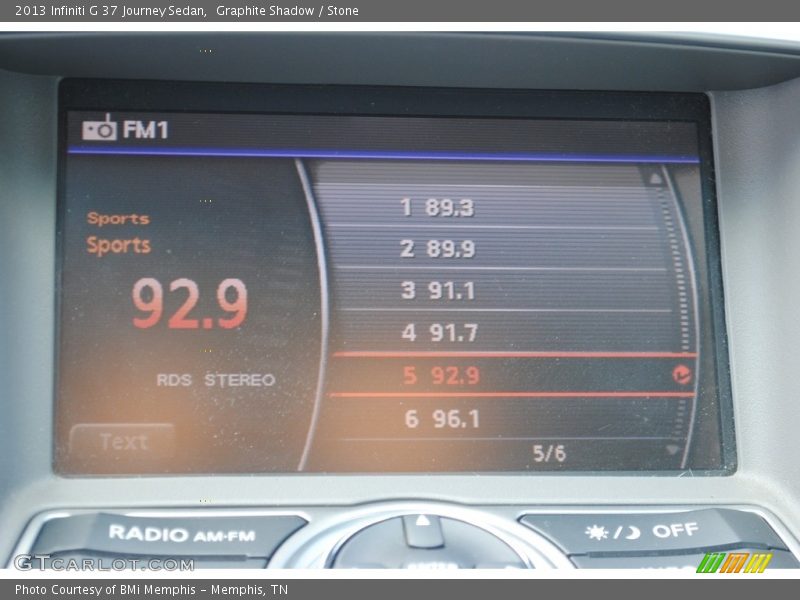 2013 Infiniti G 37 Journey Sedan,  Graphite Shadow / Stone
FM1
Sports
Sports
92.9
RDS STEREO
Text
1 89.3
2 89.9
3 91.1
4 91.7
5 92.9
6 96.1
5/6
RADIO AM-FM
/ OFF
GTCARLOT.COM
Photo Courtesy of BMi Memphis – Memphis, TN